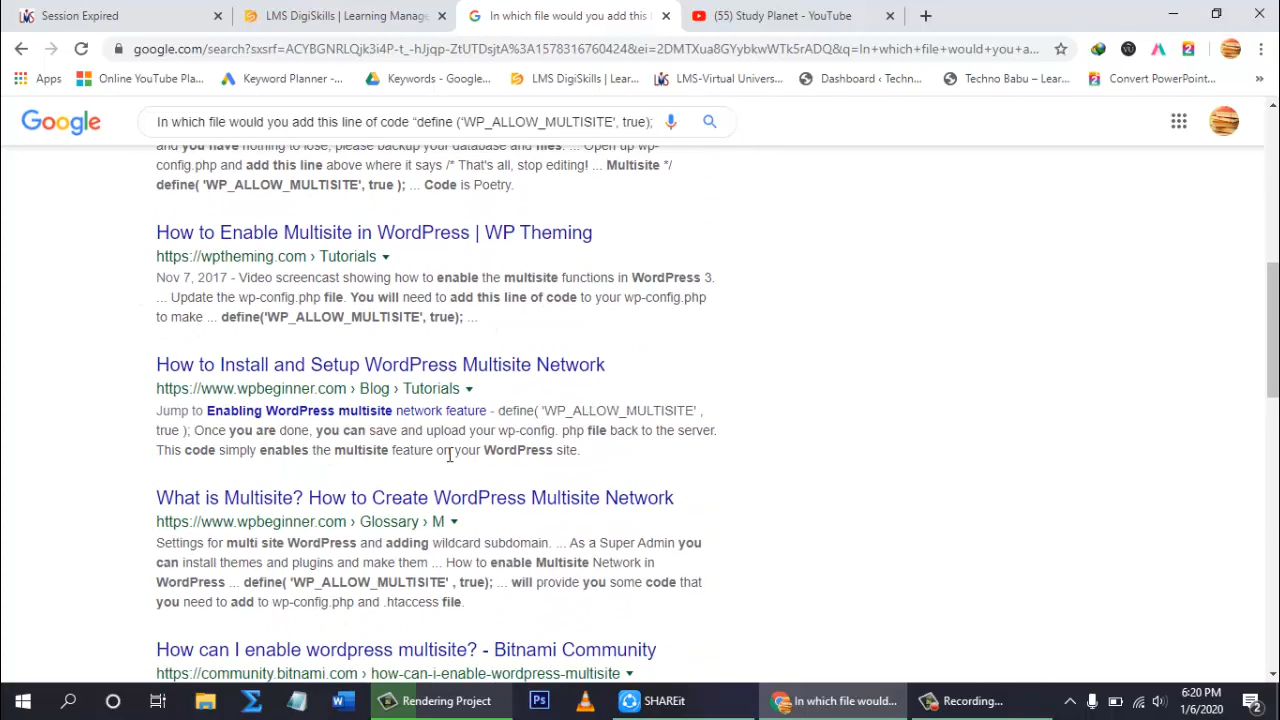 Session Expired
LMS DigiSkills | Learning Manage
In which file would you add this l
(55) Study Planet - YouTube
google.com/search?sxsrf=ACYBGNRLQjk3i4P-t_-hJjqp-ZtUTDsjtA%3A1578316760424&ei=2DMTXua8GYybkwWTk5rADQ&q=In+which+file+would+you+a...
Apps
Online YouTube Pla...
Keyword Planner -...
Keywords - Google...
LMS DigiSkills | Lear...
LMS-Virtual Univers...
Dashboard ‹ Techn...
Techno Babu – Lear...
Convert PowerPoint...
»
Google
In which file would you add this line of code “define (‘WP_ALLOW_MULTISITE’, true);
and you have nothing to lose, please backup your database and files. ... Open up wp-
config.php and add this line above where it says /* That's all, stop editing! ... Multisite */
define( 'WP_ALLOW_MULTISITE', true ); ... Code is Poetry.
How to Enable Multisite in WordPress | WP Theming
https://wptheming.com › Tutorials
Nov 7, 2017 - Video screencast showing how to enable the multisite functions in WordPress 3.
... Update the wp-config.php file. You will need to add this line of code to your wp-config.php
to make ... define('WP_ALLOW_MULTISITE', true); ...
How to Install and Setup WordPress Multisite Network
https://www.wpbeginner.com › Blog › Tutorials
Jump to Enabling WordPress multisite network feature - define( 'WP_ALLOW_MULTISITE' ,
true ); Once you are done, you can save and upload your wp-config. php file back to the server.
This code simply enables the multisite feature on your WordPress site.
What is Multisite? How to Create WordPress Multisite Network
https://www.wpbeginner.com › Glossary › M
Settings for multi site WordPress and adding wildcard subdomain. ... As a Super Admin you
can install themes and plugins and make them ... How to enable Multisite Network in
WordPress ... define( 'WP_ALLOW_MULTISITE' , true); ... will provide you some code that
you need to add to wp-config.php and .htaccess file.
How can I enable wordpress multisite? - Bitnami Community
https://community.bitnami.com › how-can-i-enable-wordpress-multisite
Rendering Project
Ps
SHAREit
In which file would...
Recording...
6:20 PM
1/6/2020
2